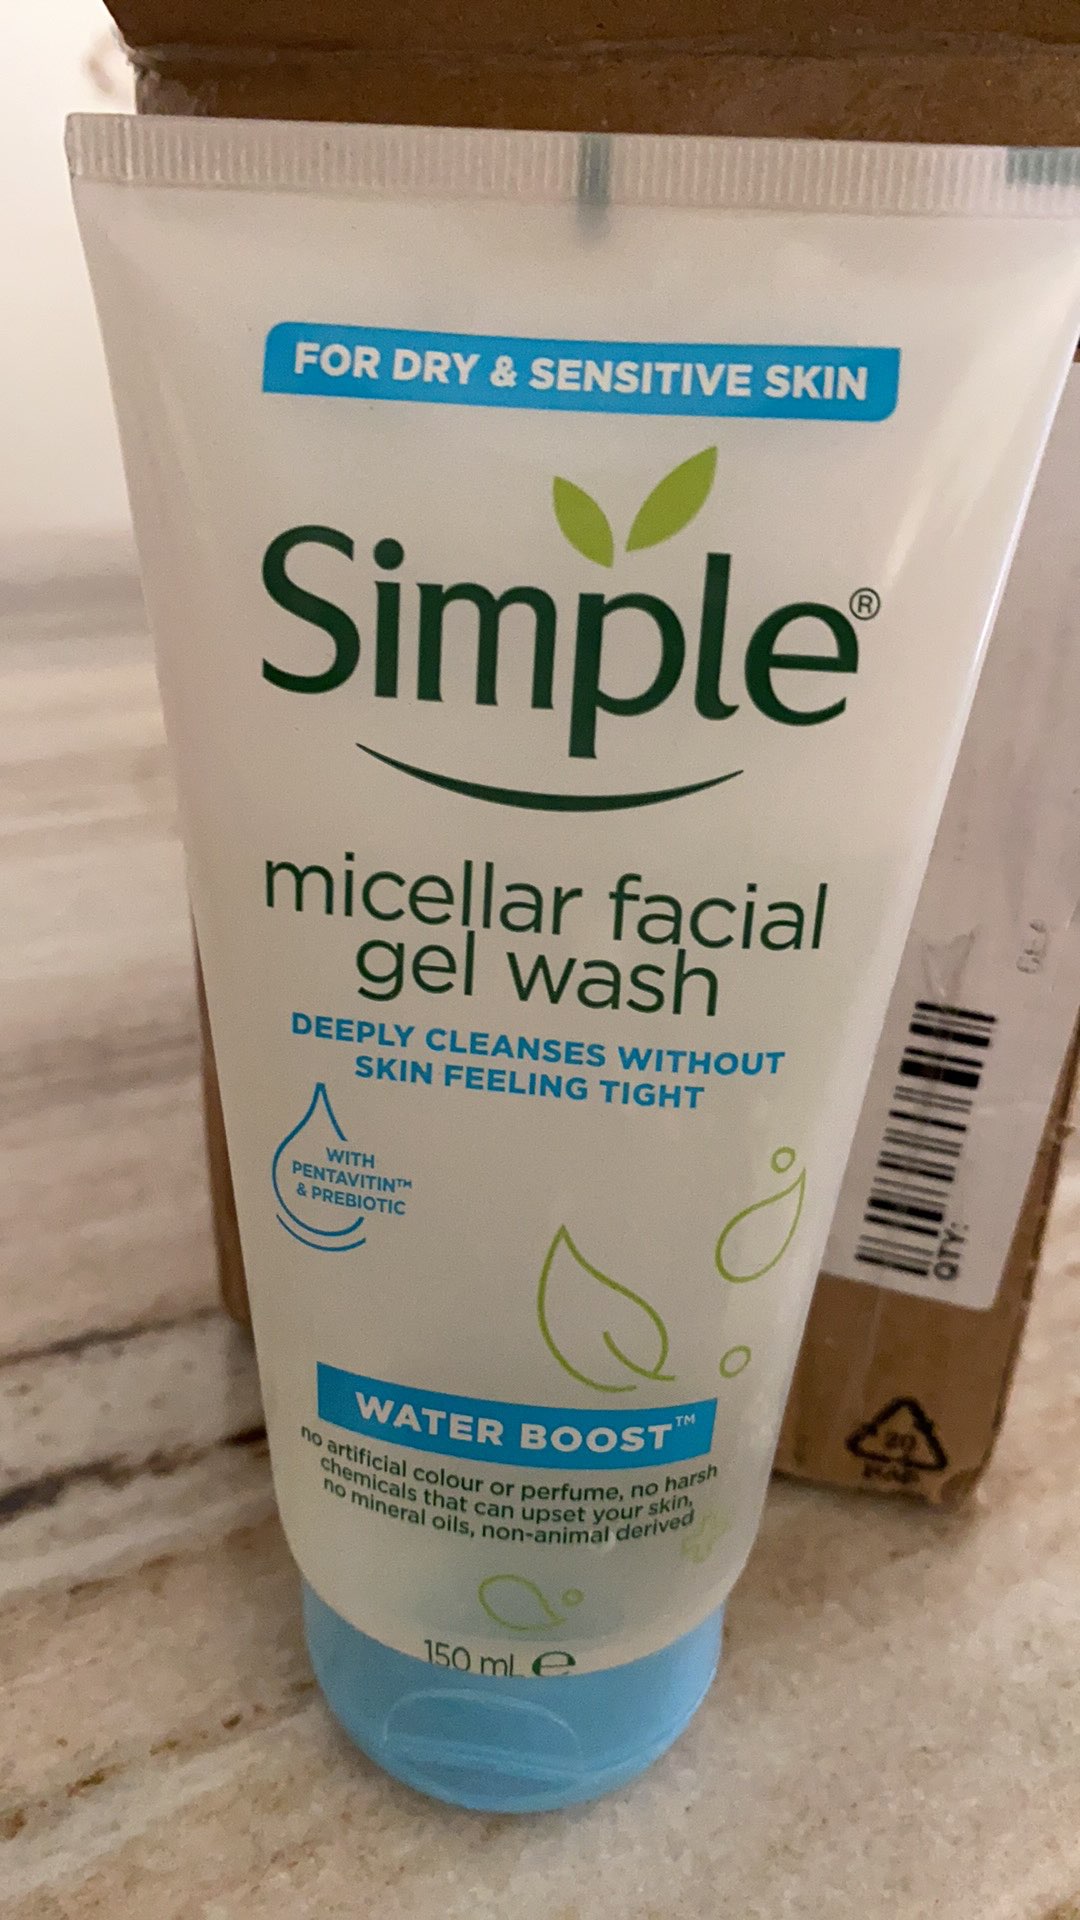 FOR DRY & SENSITIVE SKIN
Simple®
micellar facial
gel wash
DEEPLY CLEANSES WITHOUT
SKIN FEELING TIGHT
WITH
PENTAVITIN™
& PREBIOTIC
WATER BOOST™
no artificial colour or perfume, no harsh
chemicals that can upset your skin,
no mineral oils, non-animal derived
150 mL ℮
QTY:
20
PAP